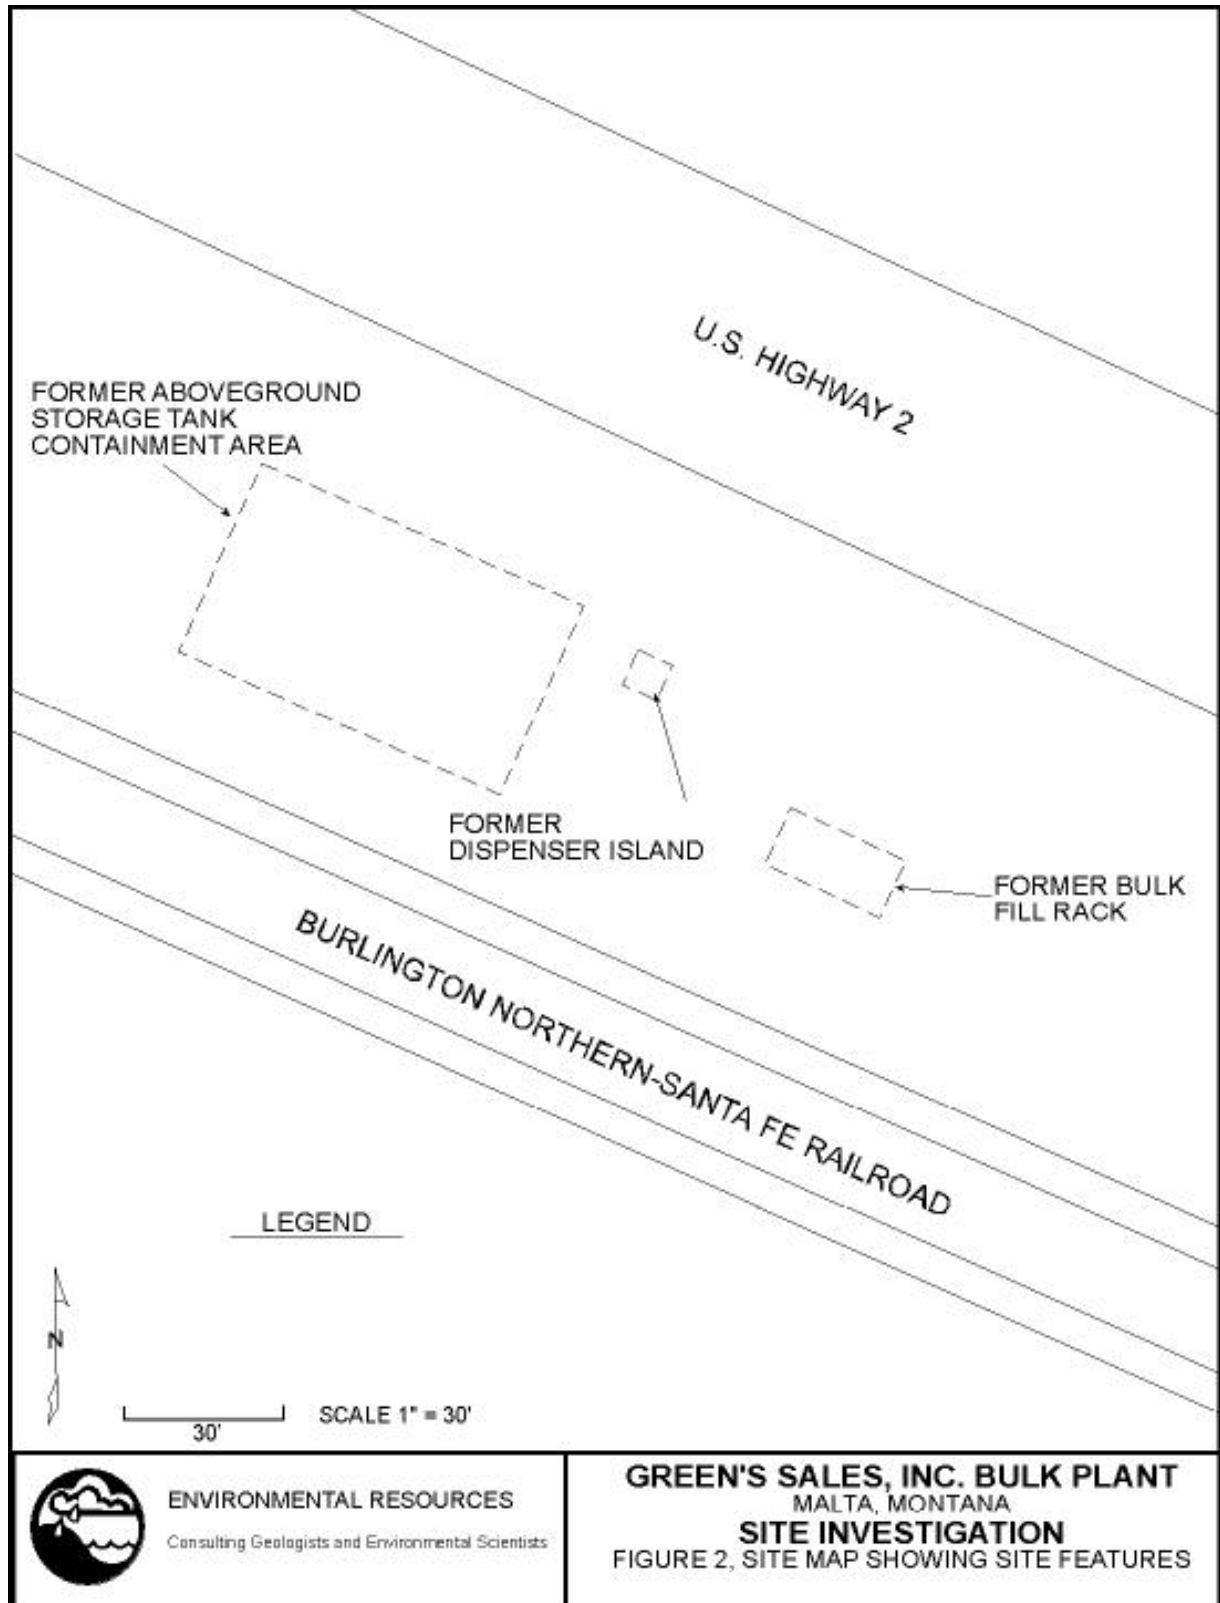 U.S. HIGHWAY 2
FORMER ABOVEGROUND
STORAGE TANK
CONTAINMENT AREA
FORMER
DISPENSER ISLAND
FORMER BULK
FILL RACK
BURLINGTON NORTHERN-SANTA FE RAILROAD
LEGEND
N
30'
SCALE 1" = 30'
ENVIRONMENTAL RESOURCES
Consulting Geologists and Environmental Scientists
GREEN'S SALES, INC. BULK PLANT
MALTA, MONTANA
SITE INVESTIGATION
FIGURE 2, SITE MAP SHOWING SITE FEATURES